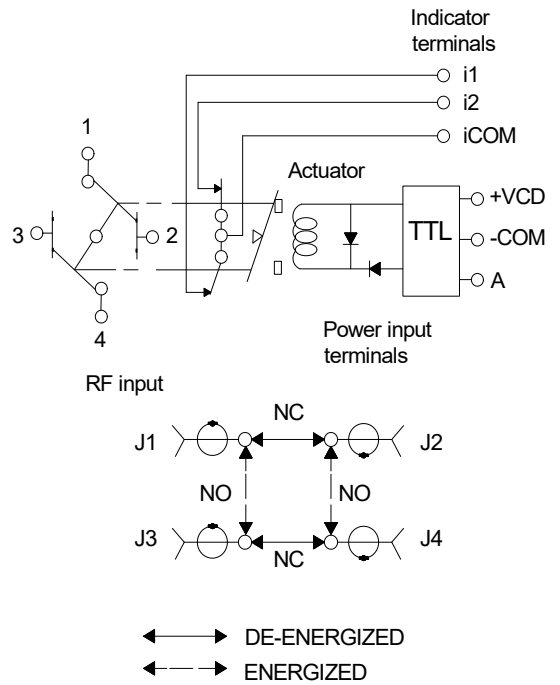 Indicator
terminals
i1
i2
iCOM
1
Actuator
3
2
TTL
+VCD
-COM
A
4
Power input
terminals
RF input
NC
J1
J2
NO
NO
J3
J4
NC
DE-ENERGIZED
ENERGIZED